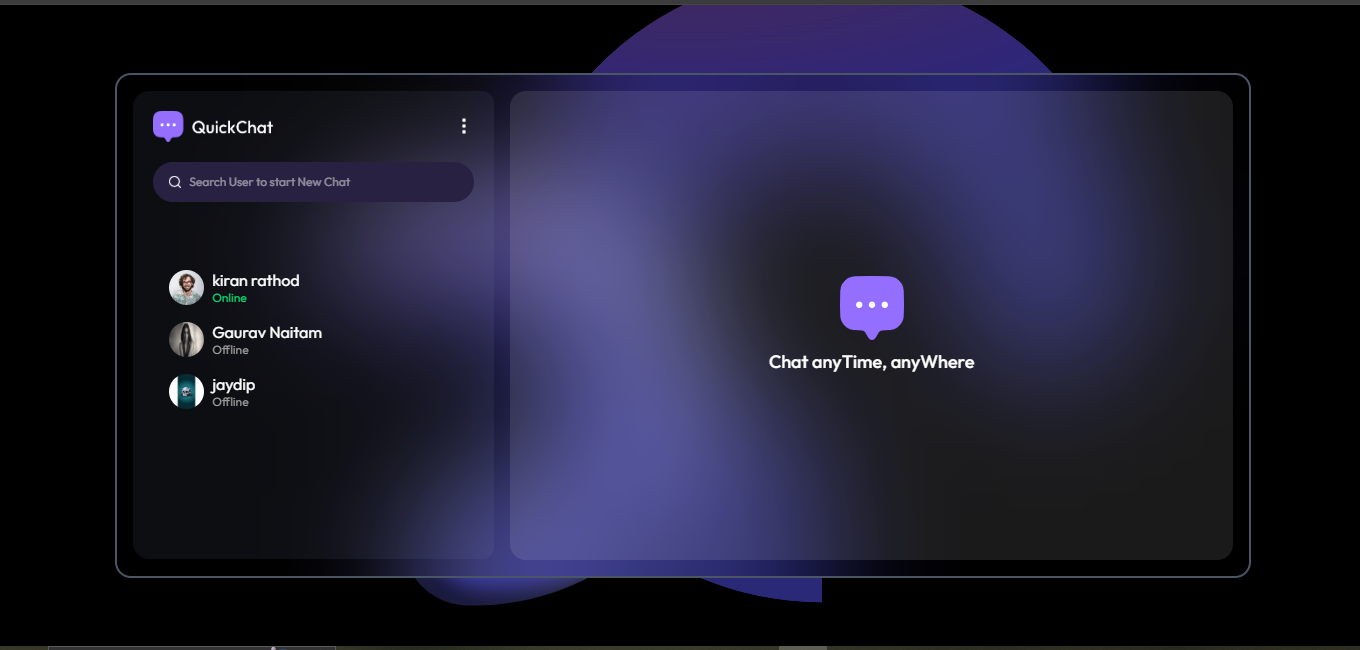 QuickChat
Search User to start New Chat
kiran rathod
Online
Gaurav Naitam
Offline
jaydip
Offline
Chat anyTime, anyWhere